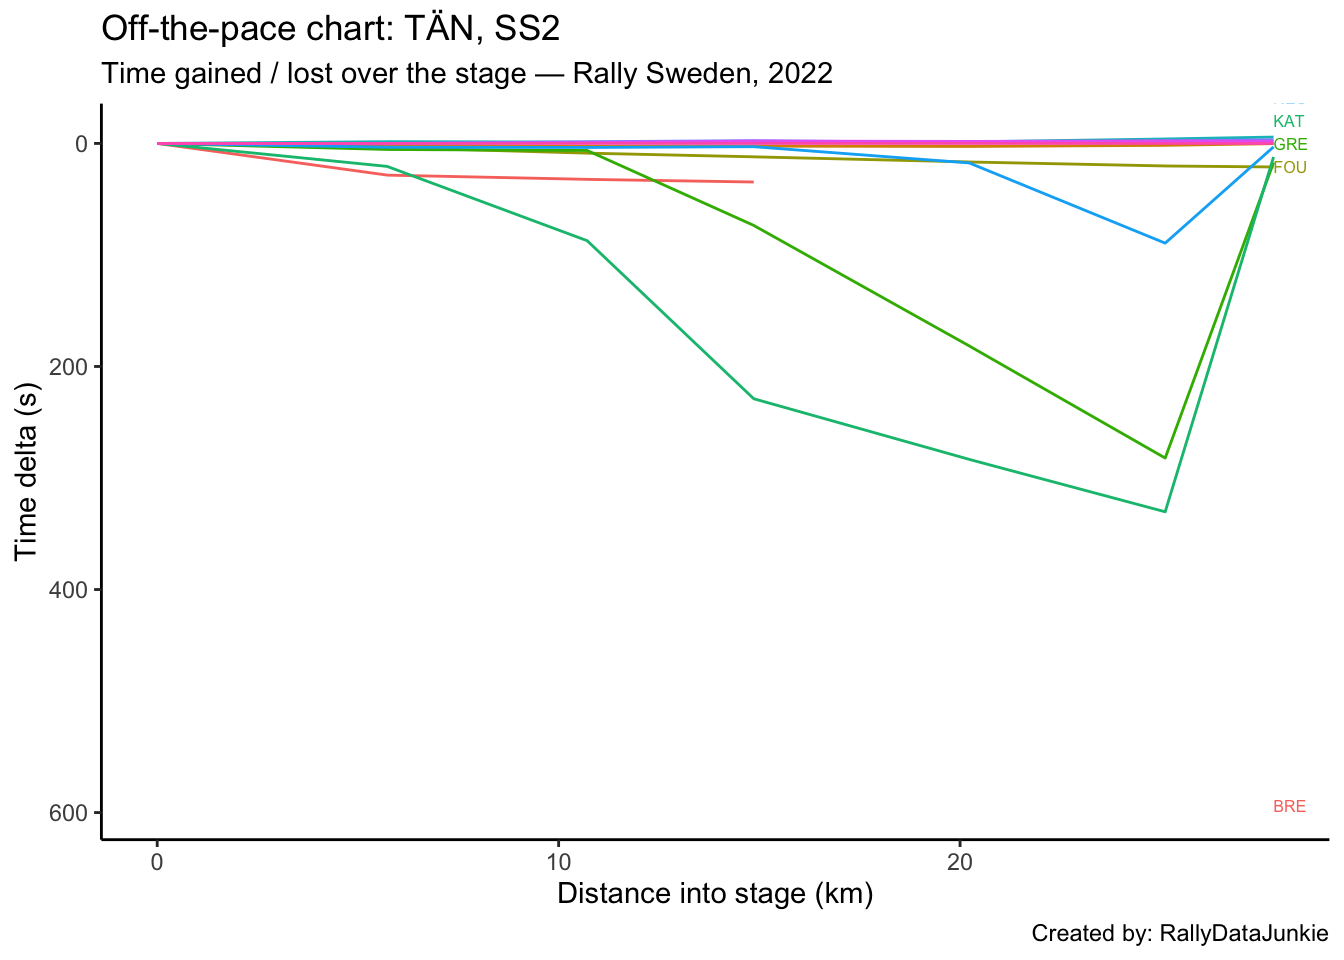 Off-the-pace chart: TÄN, SS2
Time gained / lost over the stage — Rally Sweden, 2022
KAT
0
GRE
FOU
200
400
600
BRE
Time delta (s)
0 10 20
Distance into stage (km)
Created by: RallyDataJunkie